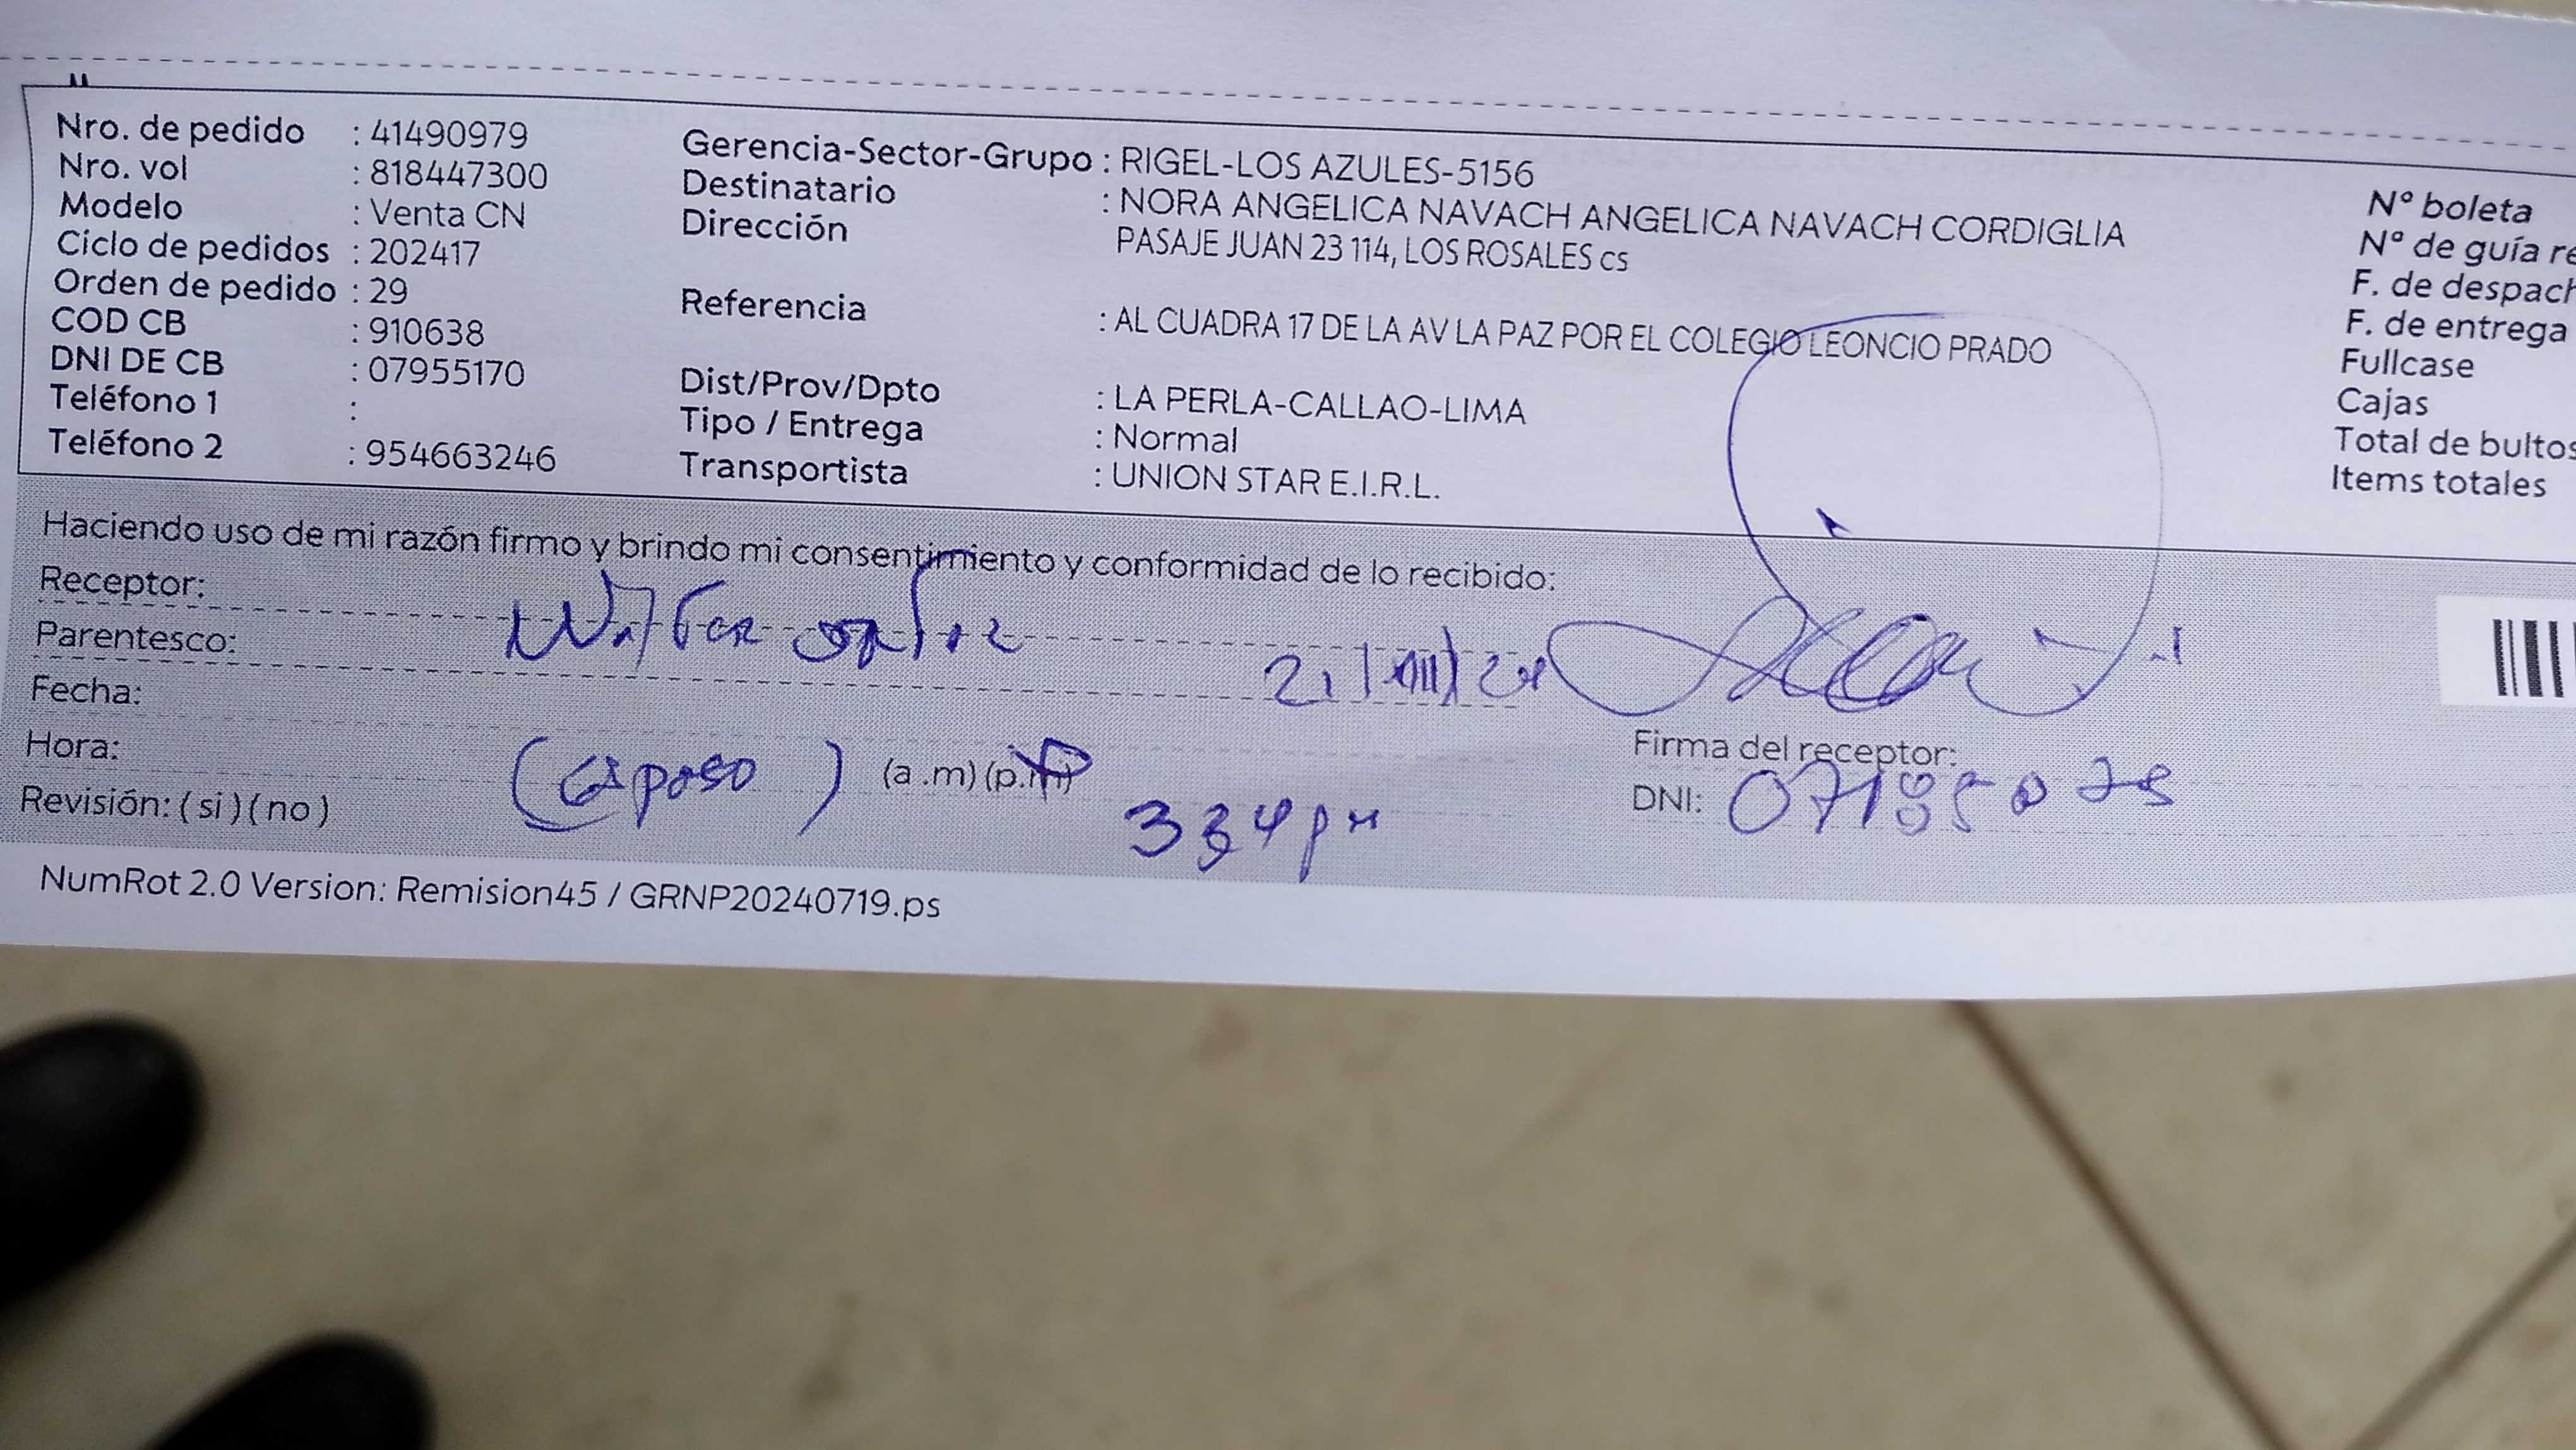 Nro. de pedido : 41490979
Nro. vol : 818447300
Modelo : Venta CN
Ciclo de pedidos : 202417
Orden de pedido : 29
COD CB : 910638
DNI DE CB : 07955170
Teléfono 1 :
Teléfono 2 : 954663246
Gerencia-Sector-Grupo : RIGEL-LOS AZULES-5156
Destinatario : NORA ANGELICA NAVACH ANGELICA NAVACH CORDIGLIA
Dirección PASAJE JUAN 23 114, LOS ROSALES cs
Referencia : AL CUADRA 17 DE LA AV LA PAZ POR EL COLEGIO LEONCIO PRADO
Dist/Prov/Dpto : LA PERLA-CALLAO-LIMA
Tipo / Entrega : Normal
Transportista : UNION STAR E.I.R.L.
N° boleta
N° de guía re
F. de despach
F. de entrega
Fullcase
Cajas
Total de bultos
Items totales
Haciendo uso de mi razón firmo y brindo mi consentimiento y conformidad de lo recibido:
Receptor: Walter
Parentesco:
Fecha:
Hora: (esposo) (a .m) (p.m) 334 pm
Revisión: ( si ) ( no )
Firma del receptor:
DNI:
NumRot 2.0 Version: Remision45 / GRNP20240719.ps